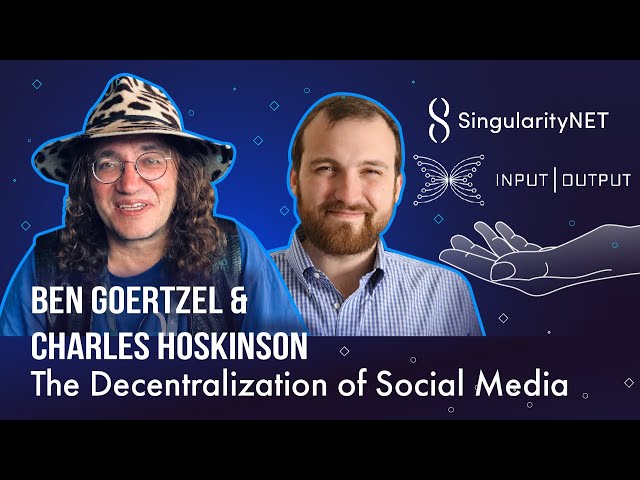 SingularityNET
INPUT | OUTPUT
BEN GOERTZEL &
CHARLES HOSKINSON
The Decentralization of Social Media